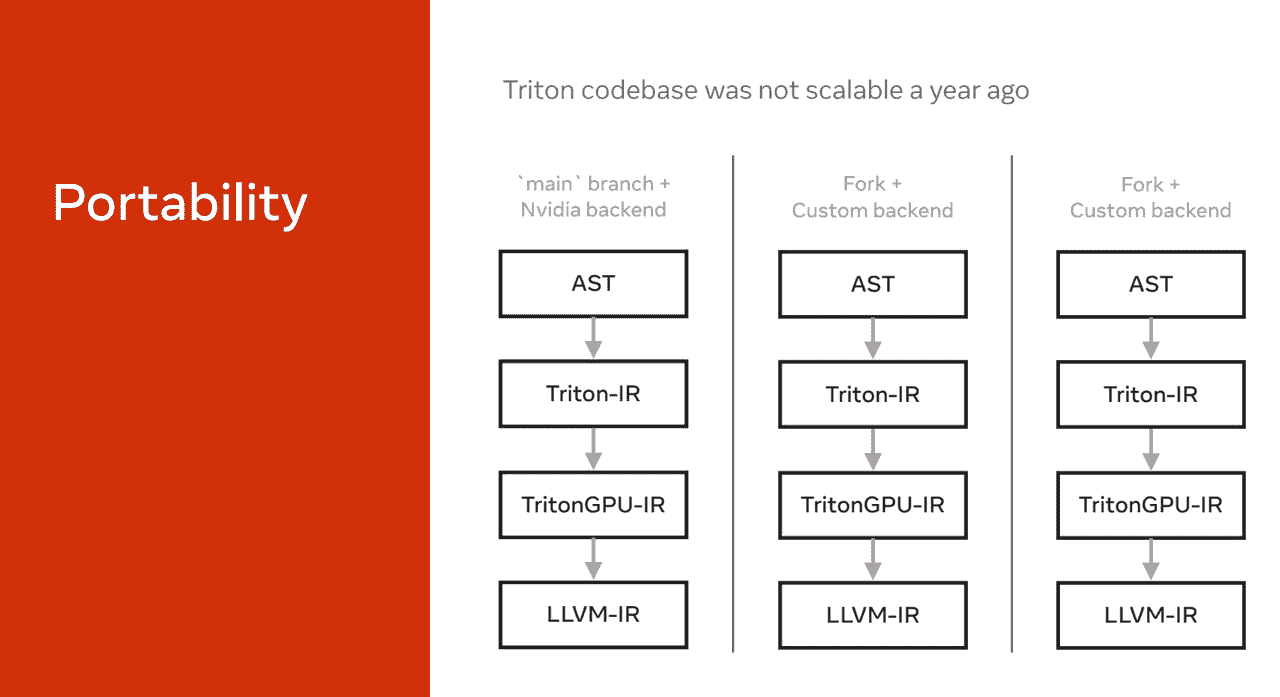 Portability
Triton codebase was not scalable a year ago
`main` branch +
Nvidia backend
AST
Triton-IR
TritonGPU-IR
LLVM-IR
Fork +
Custom backend
AST
Triton-IR
TritonGPU-IR
LLVM-IR
Fork +
Custom backend
AST
Triton-IR
TritonGPU-IR
LLVM-IR